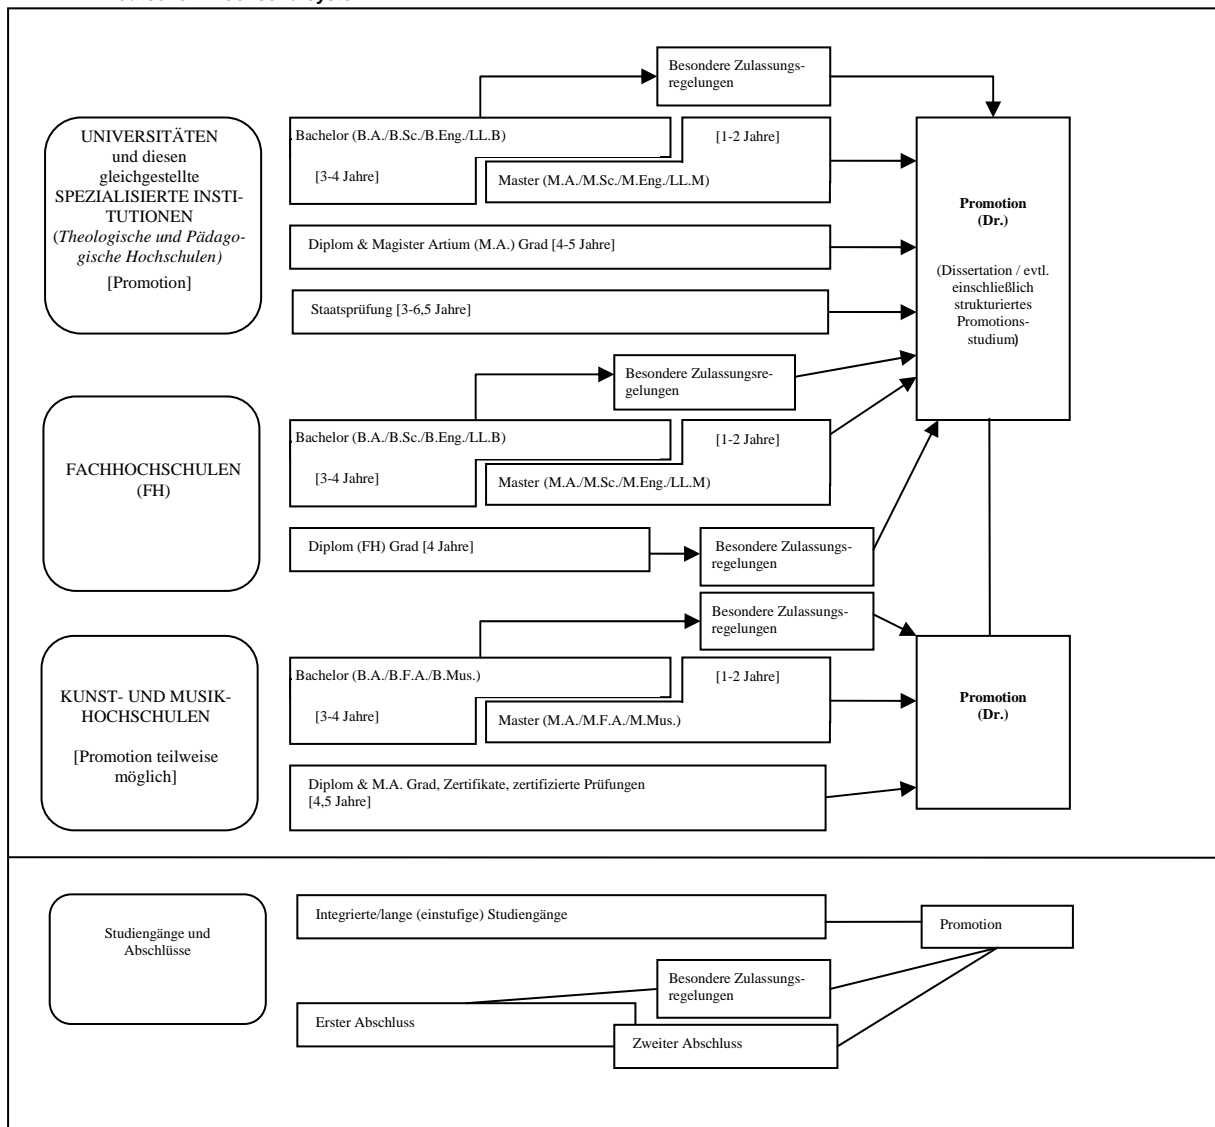 Besondere Zulassungs-
regelungen
UNIVERSITÄTEN
und diesen
gleichgestellte
SPEZIALISIERTE INSTI-
TUTIONEN
(Theologische und Pädago-
gische Hochschulen)
[Promotion]
. Bachelor (B.A./B.Sc./B.Eng./LL.B)
[3-4 Jahre]
[1-2 Jahre]
Master (M.A./M.Sc./M.Eng./LL.M)
Diplom & Magister Artium (M.A.) Grad [4-5 Jahre]
Staatsprüfung [3-6,5 Jahre]
Promotion
(Dr.)
(Dissertation / evtl.
einschließlich
strukturiertes
Promotions-
studium)
Besondere Zulassungsre-
gelungen
FACHHOCHSCHULEN
(FH)
. Bachelor (B.A./B.Sc./B.Eng./LL.B)
[3-4 Jahre]
[1-2 Jahre]
Master (M.A./M.Sc./M.Eng./LL.M)
Diplom (FH) Grad [4 Jahre]
Besondere Zulassungs-
regelungen
Besondere Zulassungs-
regelungen
KUNST- UND MUSIK-
HOCHSCHULEN
[Promotion teilweise
möglich]
. Bachelor (B.A./B.F.A./B.Mus.)
[3-4 Jahre]
[1-2 Jahre]
Master (M.A./M.F.A./M.Mus.)
Diplom & M.A. Grad, Zertifikate, zertifizierte Prüfungen
[4,5 Jahre]
Promotion
(Dr.)
Studiengänge und
Abschlüsse
Integrierte/lange (einstufige) Studiengänge
Promotion
Besondere Zulassungs-
regelungen
Erster Abschluss
Zweiter Abschluss